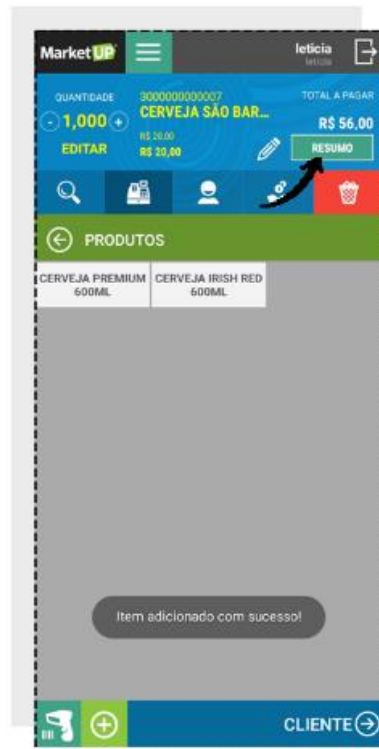 MarketUP
leticia
leticia
QUANTIDADE
- 1,000 +
EDITAR
3000000000007
CERVEJA SÃO BAR...
R$ 20,00
R$ 20,00
TOTAL A PAGAR
R$ 56,00
RESUMO
PRODUTOS
CERVEJA PREMIUM
600ML
CERVEJA IRISH RED
600ML
Item adicionado com sucesso!
CLIENTE